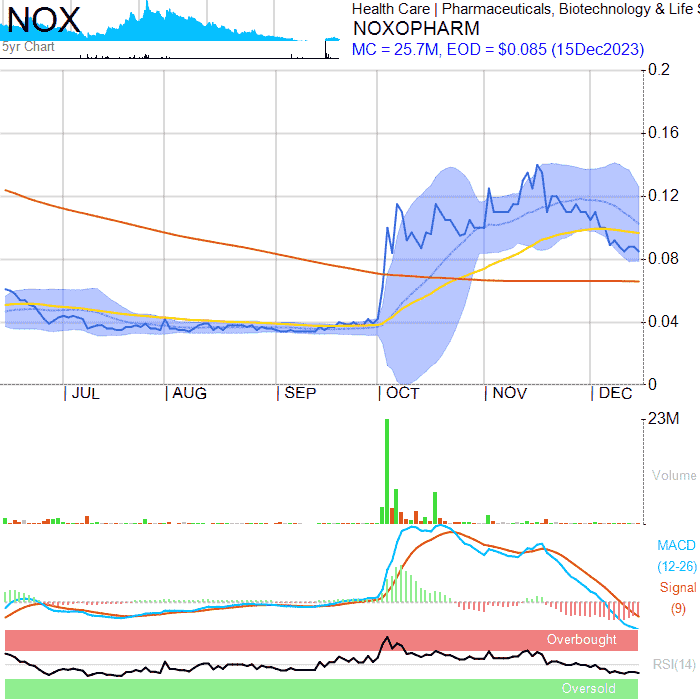 NOX
5yr Chart
Health Care | Pharmaceuticals, Biotechnology & Life S
NOXOPHARM
MC = 25.7M, EOD = $0.085 (15Dec2023)
0.2
0.16
0.12
0.08
0.04
0
JUL AUG SEP OCT NOV DEC
23M
Volume
MACD
(12-26)
Signal
(9)
Overbought
RSI(14)
Oversold